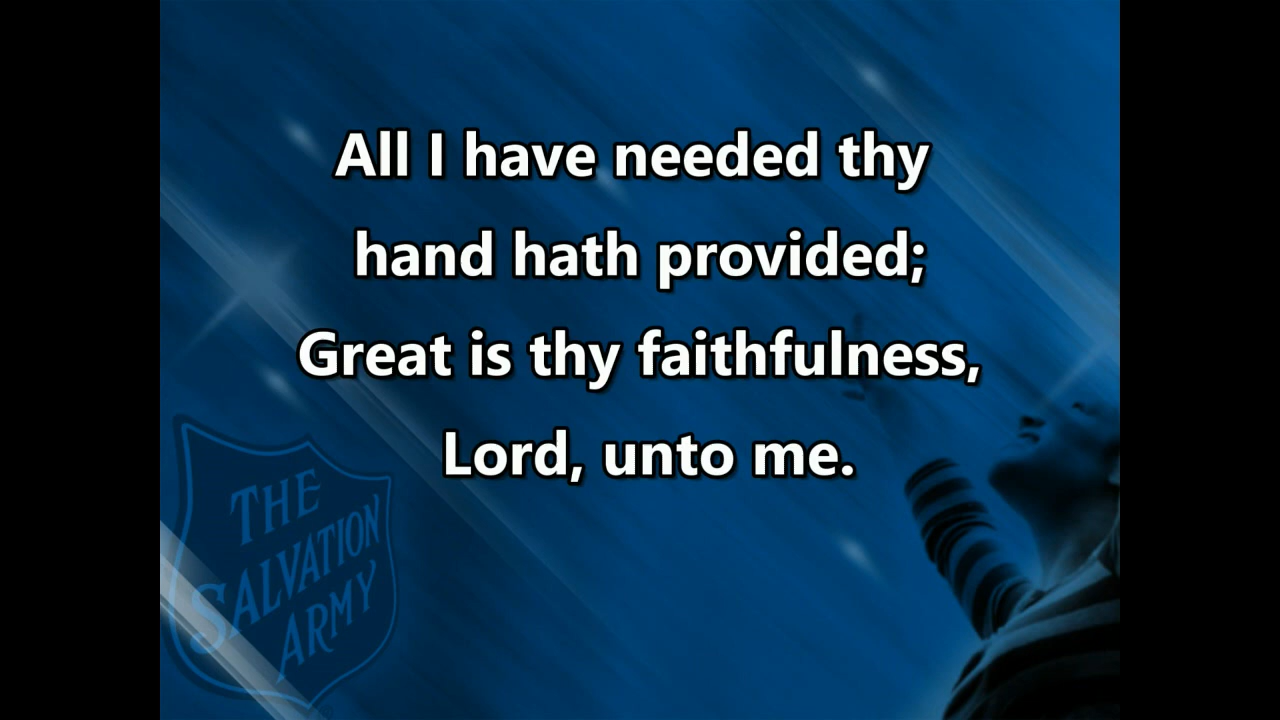 All I have needed thy
hand hath provided;
Great is thy faithfulness,
Lord, unto me.
THE
SALVATION
ARMY